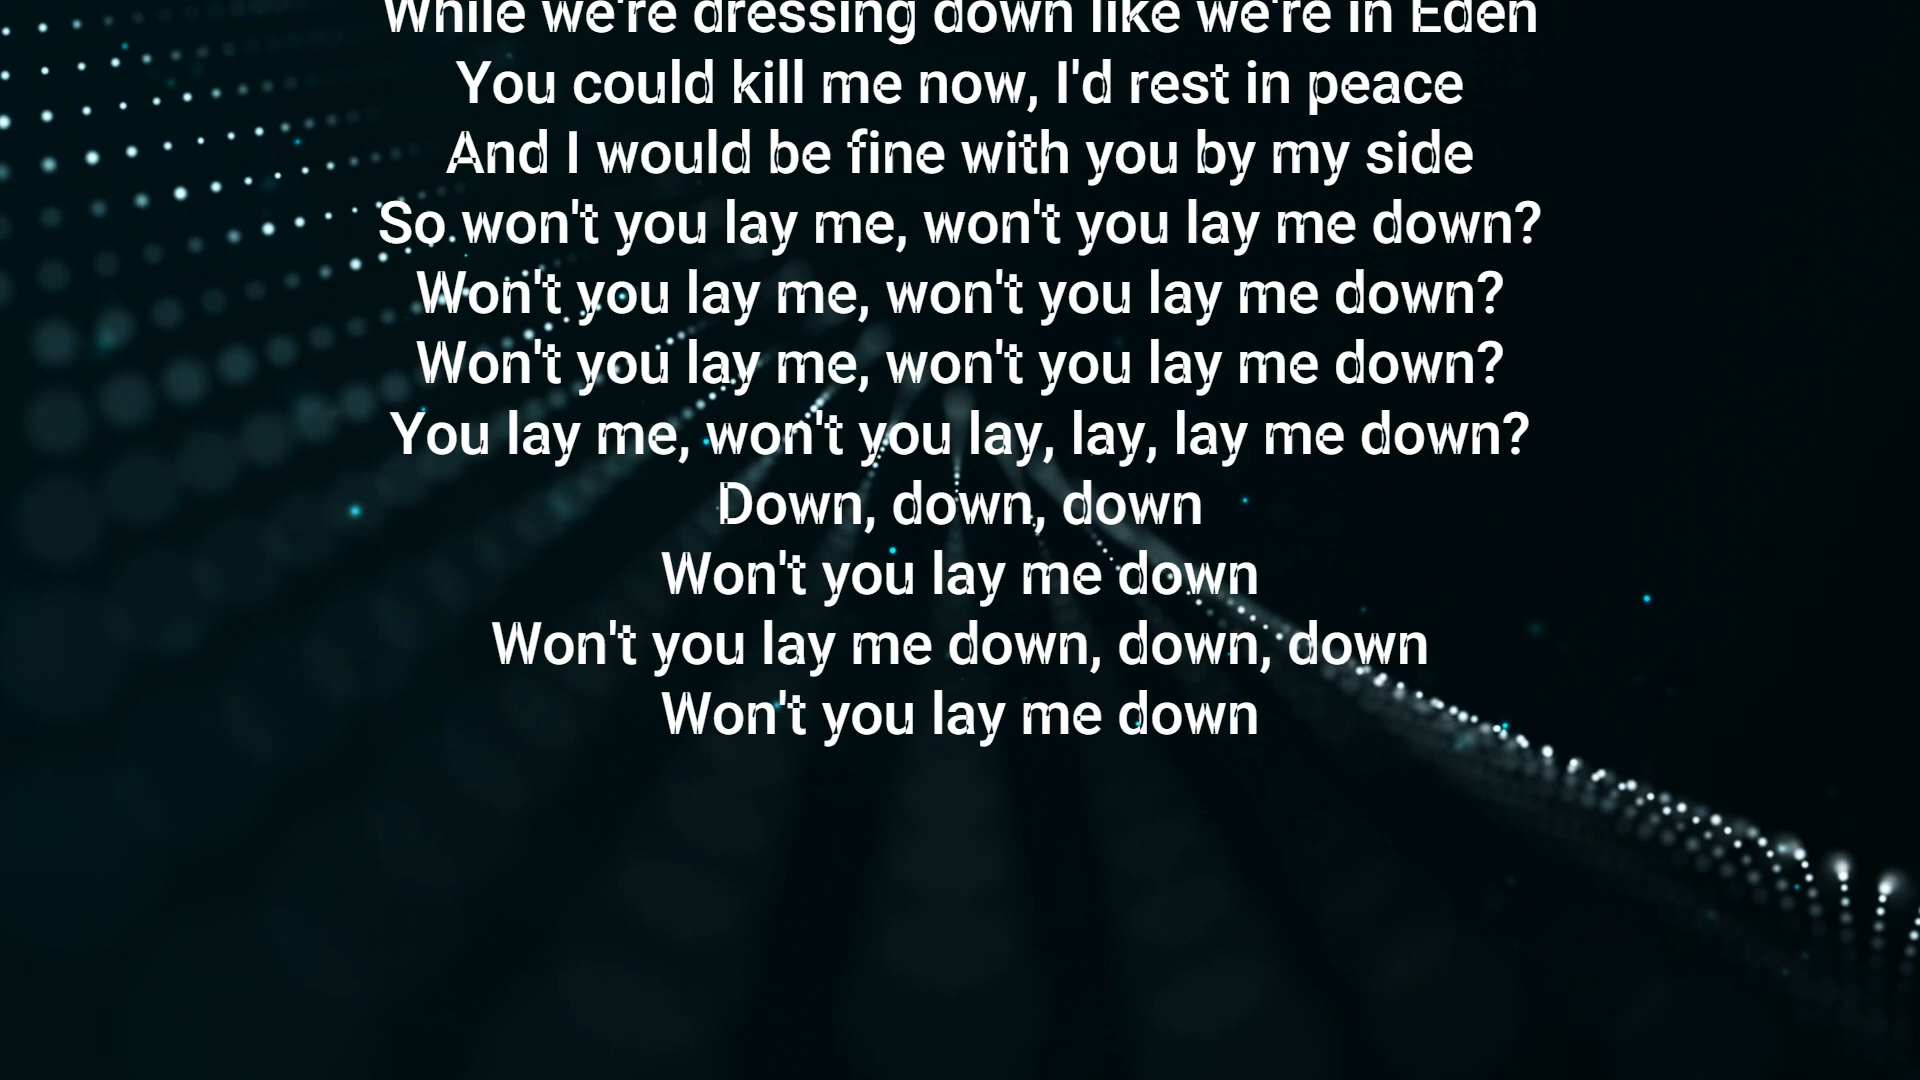 While we're dressing down like we're in Eden
You could kill me now, I'd rest in peace
And I would be fine with you by my side
So won't you lay me, won't you lay me down?
Won't you lay me, won't you lay me down?
Won't you lay me, won't you lay me down?
You lay me, won't you lay, lay, lay me down?
Down, down, down
Won't you lay me down
Won't you lay me down, down, down
Won't you lay me down